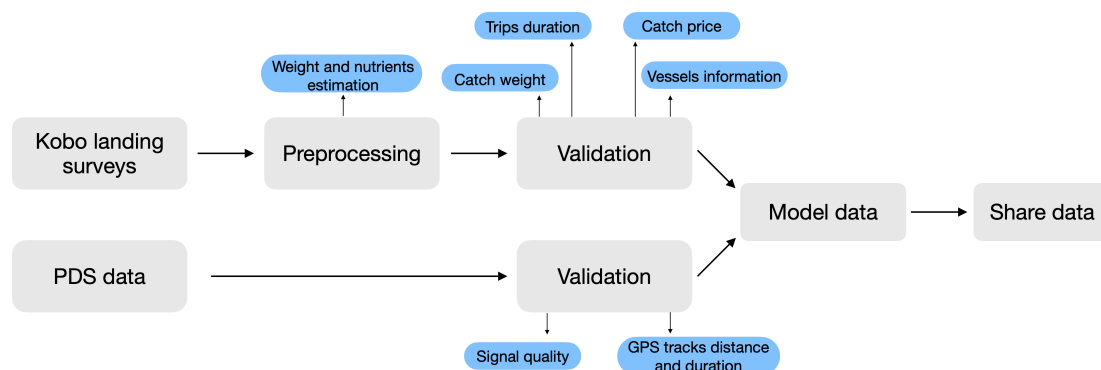 Trips duration
Catch price
Weight and nutrients
estimation
Catch weight
Vessels information
Kobo landing
surveys
Preprocessing
Validation
Model data
Share data
PDS data
Validation
Signal quality
GPS tracks distance
and duration